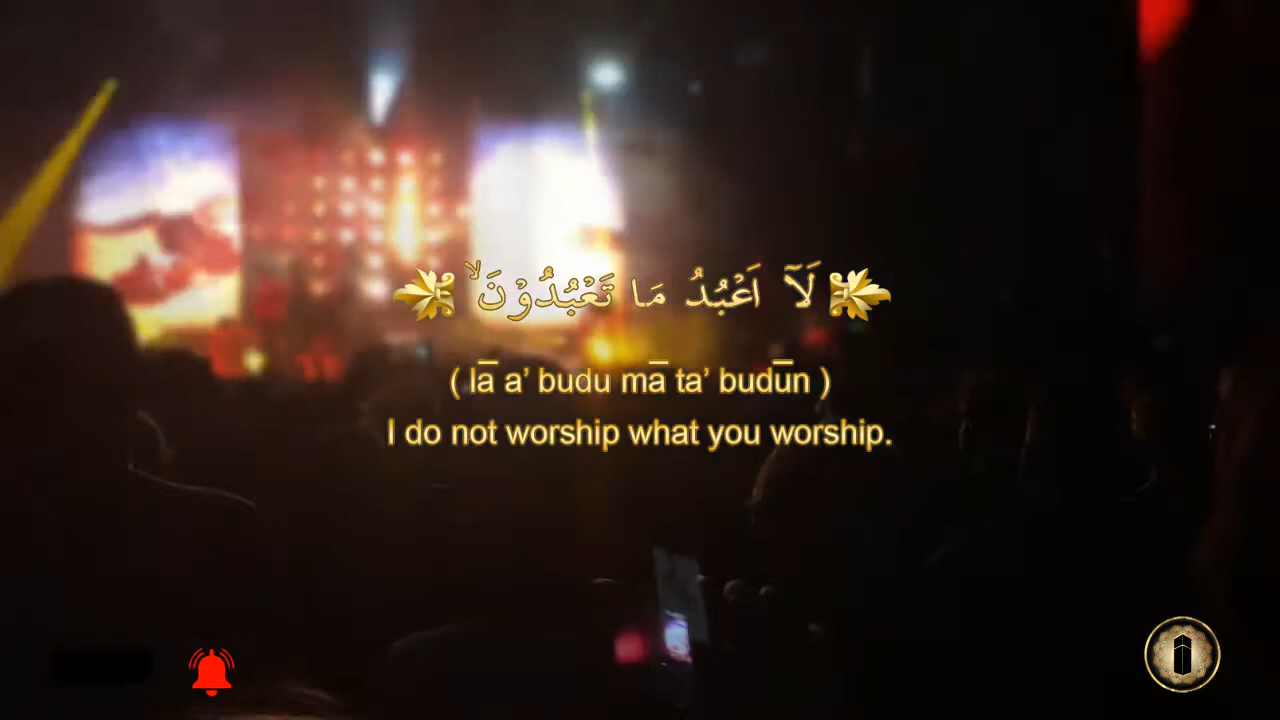 لَآ اَعْبُدُ مَا تَعْبُدُوْنَۙ
( lā a’ budu mā ta’ budūn )
I do not worship what you worship.